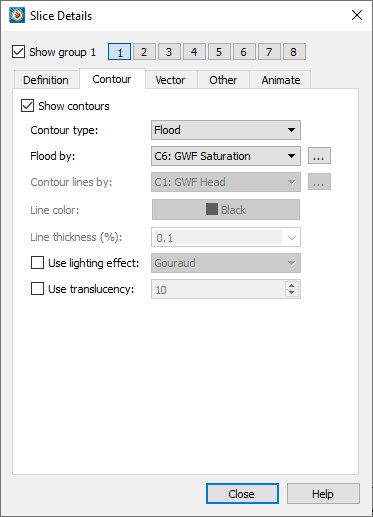 Slice Details
Show group 1 1 2 3 4 5 6 7 8
Definition Contour Vector Other Animate
Show contours
Contour type: Flood
Flood by: C6: GWF Saturation ...
Contour lines by: C1: GWF Head ...
Line color: Black
Line thickness (%): 0.1
Use lighting effect: Gouraud
Use translucency: 10
Close Help